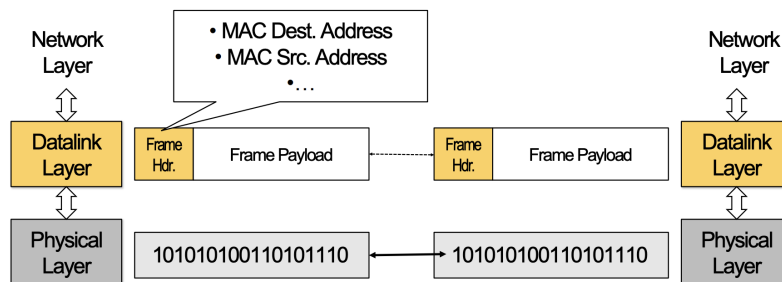 Network
Layer
• MAC Dest. Address
• MAC Src. Address
•…
Network
Layer
Datalink
Layer
Frame
Hdr.
Frame Payload
Frame
Hdr.
Frame Payload
Datalink
Layer
Physical
Layer
101010100110101110
101010100110101110
Physical
Layer